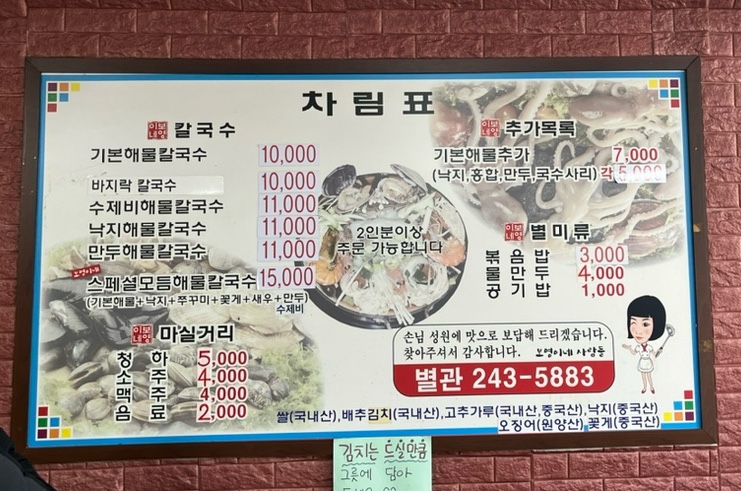 차림표
칼국수
기본해물칼국수 10,000
바지락 칼국수 10,000
수제비해물칼국수 11,000
낙지해물칼국수 11,000
만두해물칼국수 11,000
스페셜모듬해물칼국수 15,000
(기본해물+낙지+쭈꾸미+꽃게+새우+만두)
수제비
마실거리
청하 5,000
소주 4,000
맥주 4,000
음료 2,000
2인분이상
주문 가능합니다
추가목록
기본해물추가 7,000
(낙지,홍합,만두,국수사리) 각 5,000
별미류
볶음밥 3,000
물만두 4,000
공기밥 1,000
손님 성원에 맛으로 보답해 드리겠습니다.
찾아주셔서 감사합니다.
별관 243-5883
쌀(국내산),배추김치(국내산),고추가루(국내산,중국산),낙지(중국산)
오징어(원양산) 꽃게(중국산)
김치는 드실만큼
그릇에 담아